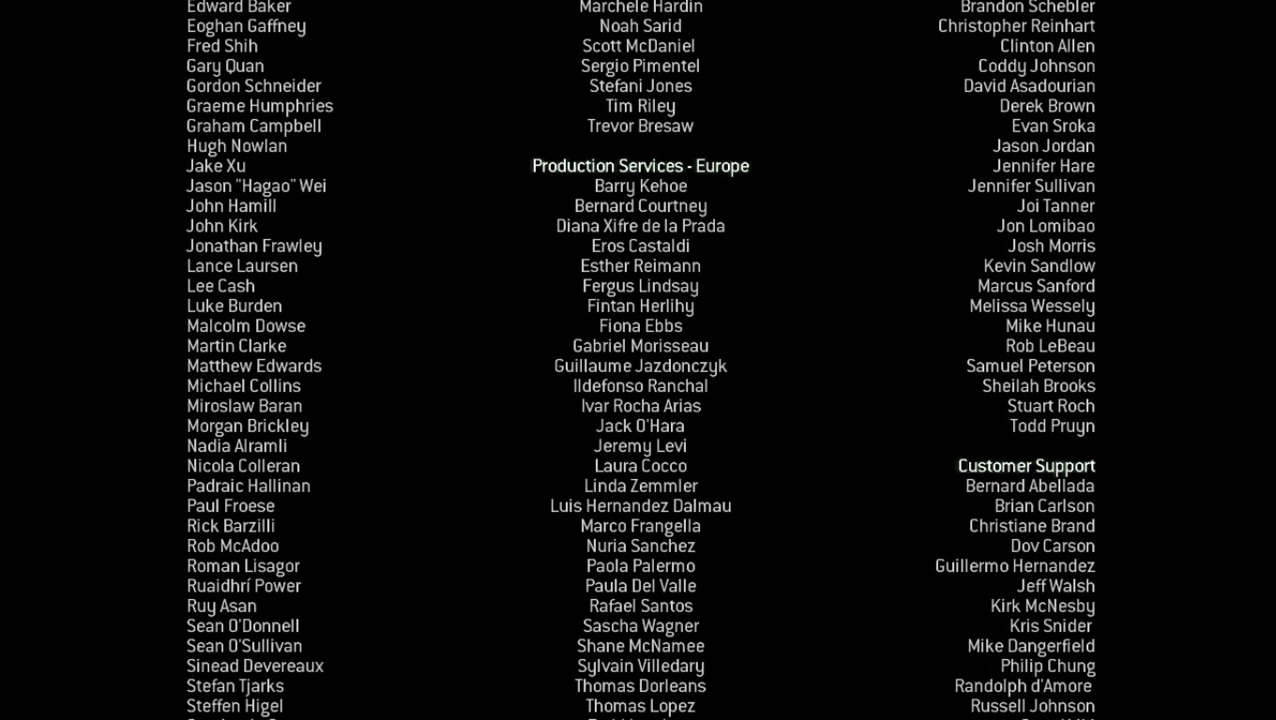 Edward Baker
Eoghan Gaffney
Fred Shih
Gary Quan
Gordon Schneider
Graeme Humphries
Graham Campbell
Hugh Nowlan
Jake Xu
Jason "Hagao" Wei
John Hamill
John Kirk
Jonathan Frawley
Lance Laursen
Lee Cash
Luke Burden
Malcolm Dowse
Martin Clarke
Matthew Edwards
Michael Collins
Miroslaw Baran
Morgan Brickley
Nadia Alramli
Nicola Colleran
Padraic Hallinan
Paul Froese
Rick Barzilli
Rob McAdoo
Roman Lisagor
Ruaidhrí Power
Ruy Asan
Sean O'Donnell
Sean O'Sullivan
Sinead Devereaux
Stefan Tjarks
Steffen Higel
Marchele Hardin
Noah Sarid
Scott McDaniel
Sergio Pimentel
Stefani Jones
Tim Riley
Trevor Bresaw
Production Services - Europe
Barry Kehoe
Bernard Courtney
Diana Xifre de la Prada
Eros Castaldi
Esther Reimann
Fergus Lindsay
Fintan Herlihy
Fiona Ebbs
Gabriel Morisseau
Guillaume Jazdonczyk
Ildefonso Ranchal
Ivar Rocha Arias
Jack O'Hara
Jeremy Levi
Laura Cocco
Linda Zemmler
Luis Hernandez Dalmau
Marco Frangella
Nuria Sanchez
Paola Palermo
Paula Del Valle
Rafael Santos
Sascha Wagner
Shane McNamee
Sylvain Villedary
Thomas Dorleans
Thomas Lopez
Brandon Schebler
Christopher Reinhart
Clinton Allen
Coddy Johnson
David Asadourian
Derek Brown
Evan Sroka
Jason Jordan
Jennifer Hare
Jennifer Sullivan
Joi Tanner
Jon Lomibao
Josh Morris
Kevin Sandlow
Marcus Sanford
Melissa Wessely
Mike Hunau
Rob LeBeau
Samuel Peterson
Sheilah Brooks
Stuart Roch
Todd Pruyn
Customer Support
Bernard Abellada
Brian Carlson
Christiane Brand
Dov Carson
Guillermo Hernandez
Jeff Walsh
Kirk McNesby
Kris Snider
Mike Dangerfield
Philip Chung
Randolph d'Amore
Russell Johnson